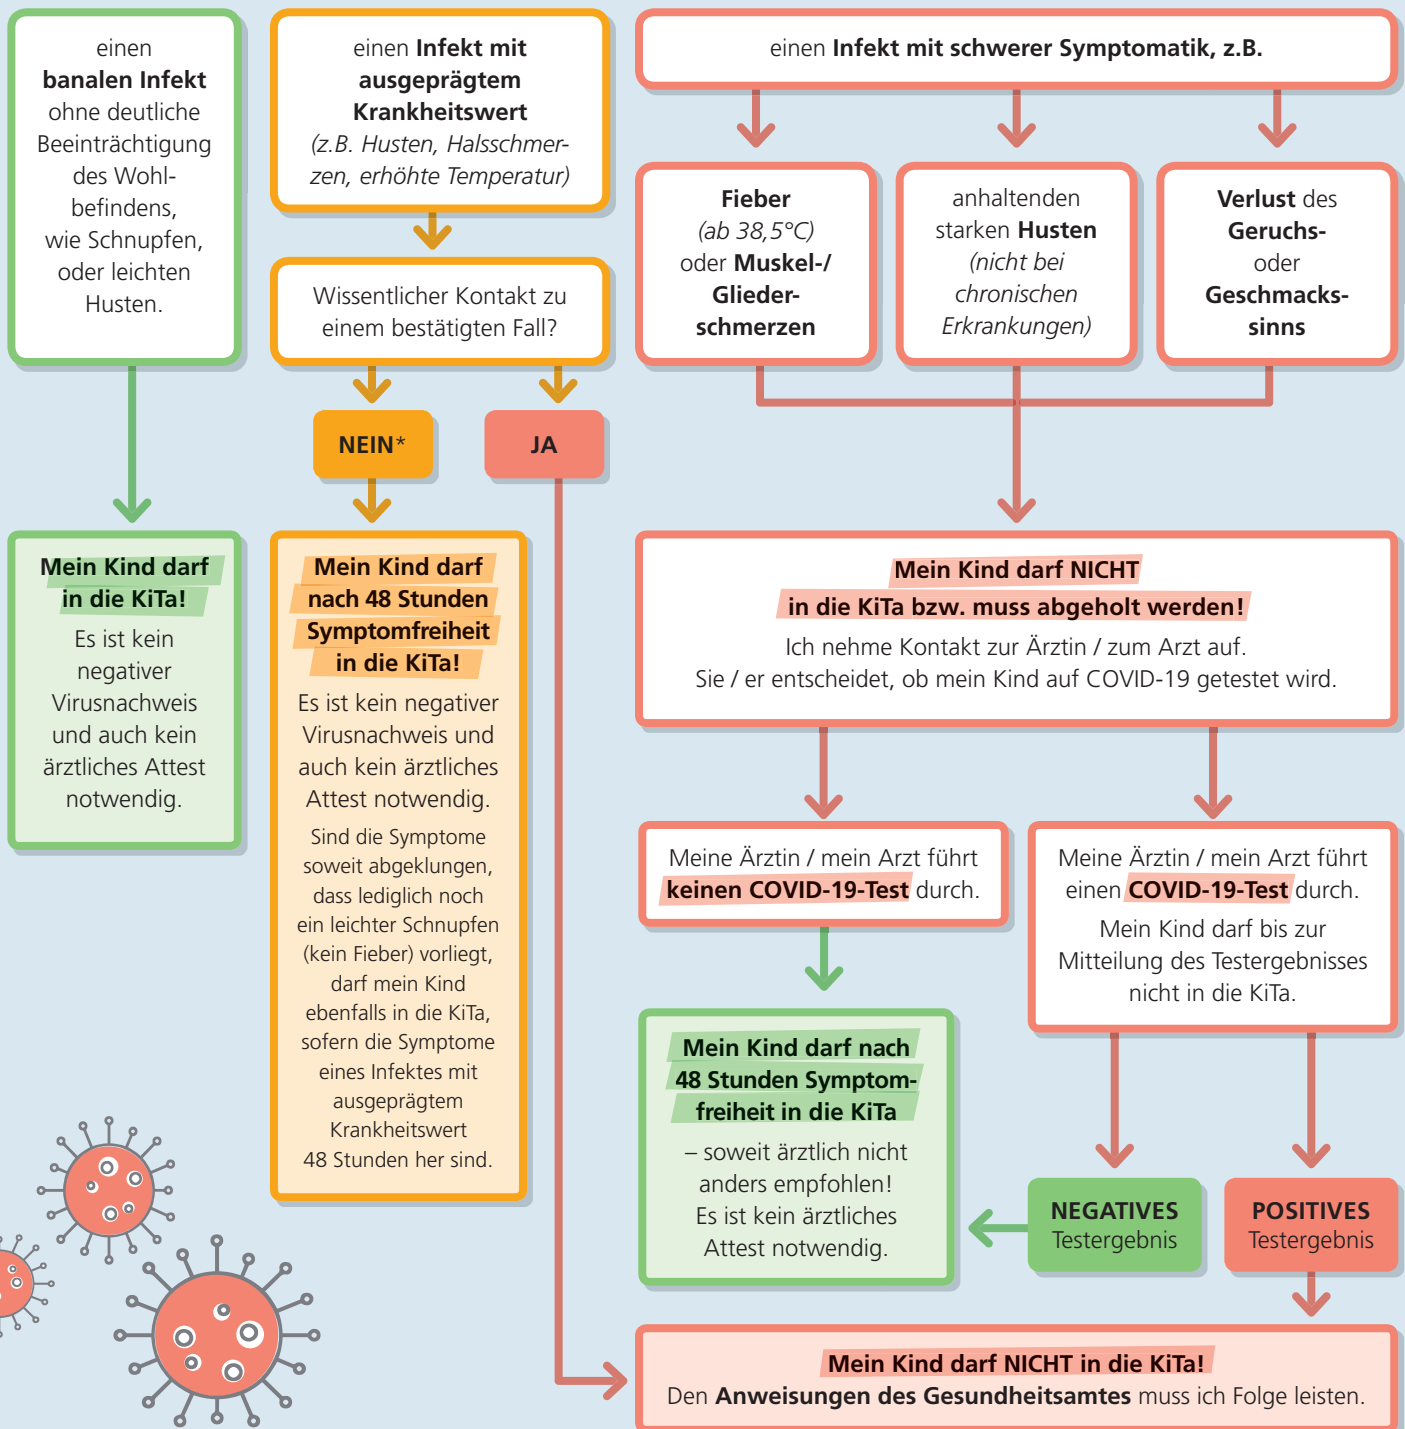 einen
banalen Infekt
ohne deutliche
Beeinträchtigung
des Wohl-
befindens,
wie Schnupfen,
oder leichten
Husten.
einen Infekt mit
ausgeprägtem
Krankheitswert
(z.B. Husten, Halsschmer-
zen, erhöhte Temperatur)
einen Infekt mit schwerer Symptomatik, z.B.
Wissentlicher Kontakt zu
einem bestätigten Fall?
Fieber
(ab 38,5°C)
oder Muskel-/
Glieder-
schmerzen
anhaltenden
starken Husten
(nicht bei
chronischen
Erkrankungen)
Verlust des
Geruchs-
oder
Geschmacks-
sinns
NEIN*
JA
Mein Kind darf
in die KiTa!
Es ist kein
negativer
Virusnachweis
und auch kein
ärztliches Attest
notwendig.
Mein Kind darf
nach 48 Stunden
Symptomfreiheit
in die KiTa!
Es ist kein negativer
Virusnachweis und
auch kein ärztliches
Attest notwendig.
Sind die Symptome
soweit abgeklungen,
dass lediglich noch
ein leichter Schnupfen
(kein Fieber) vorliegt,
darf mein Kind
ebenfalls in die KiTa,
sofern die Symptome
eines Infektes mit
ausgeprägtem
Krankheitswert
48 Stunden her sind.
Mein Kind darf NICHT
in die KiTa bzw. muss abgeholt werden!
Ich nehme Kontakt zur Ärztin / zum Arzt auf.
Sie / er entscheidet, ob mein Kind auf COVID-19 getestet wird.
Meine Ärztin / mein Arzt führt
keinen COVID-19-Test durch.
Meine Ärztin / mein Arzt führt
einen COVID-19-Test durch.
Mein Kind darf bis zur
Mitteilung des Testergebnisses
nicht in die KiTa.
Mein Kind darf nach
48 Stunden Symptom-
freiheit in die KiTa
– soweit ärztlich nicht
anders empfohlen!
Es ist kein ärztliches
Attest notwendig.
NEGATIVES
Testergebnis
POSITIVES
Testergebnis
Mein Kind darf NICHT in die KiTa!
Den Anweisungen des Gesundheitsamtes muss ich Folge leisten.